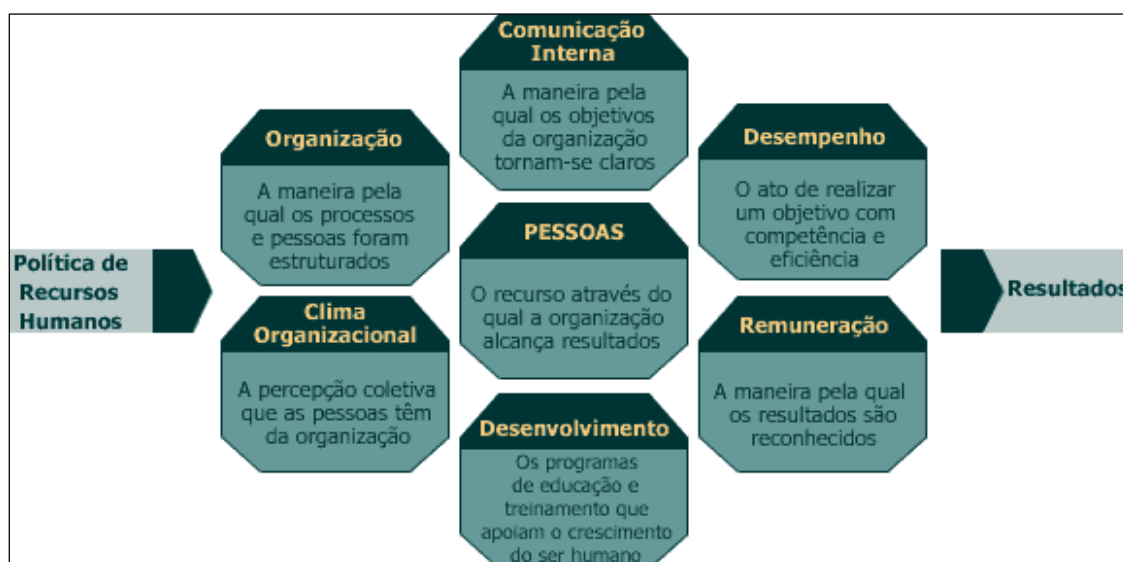 Política de
Recursos
Humanos
Organização
A maneira pela
qual os processos
e pessoas foram
estruturados
Clima
Organizacional
A percepção coletiva
que as pessoas têm
da organização
Comunicação
Interna
A maneira pela
qual os objetivos
da organização
tornam-se claros
PESSOAS
O recurso através do
qual a organização
alcança resultados
Desenvolvimento
Os programas
de educação e
treinamento que
apoiam o crescimento
do ser humano
Desempenho
O ato de realizar
um objetivo com
competência e
eficiência
Remuneração
A maneira pela qual
os resultados são
reconhecidos
Resultados